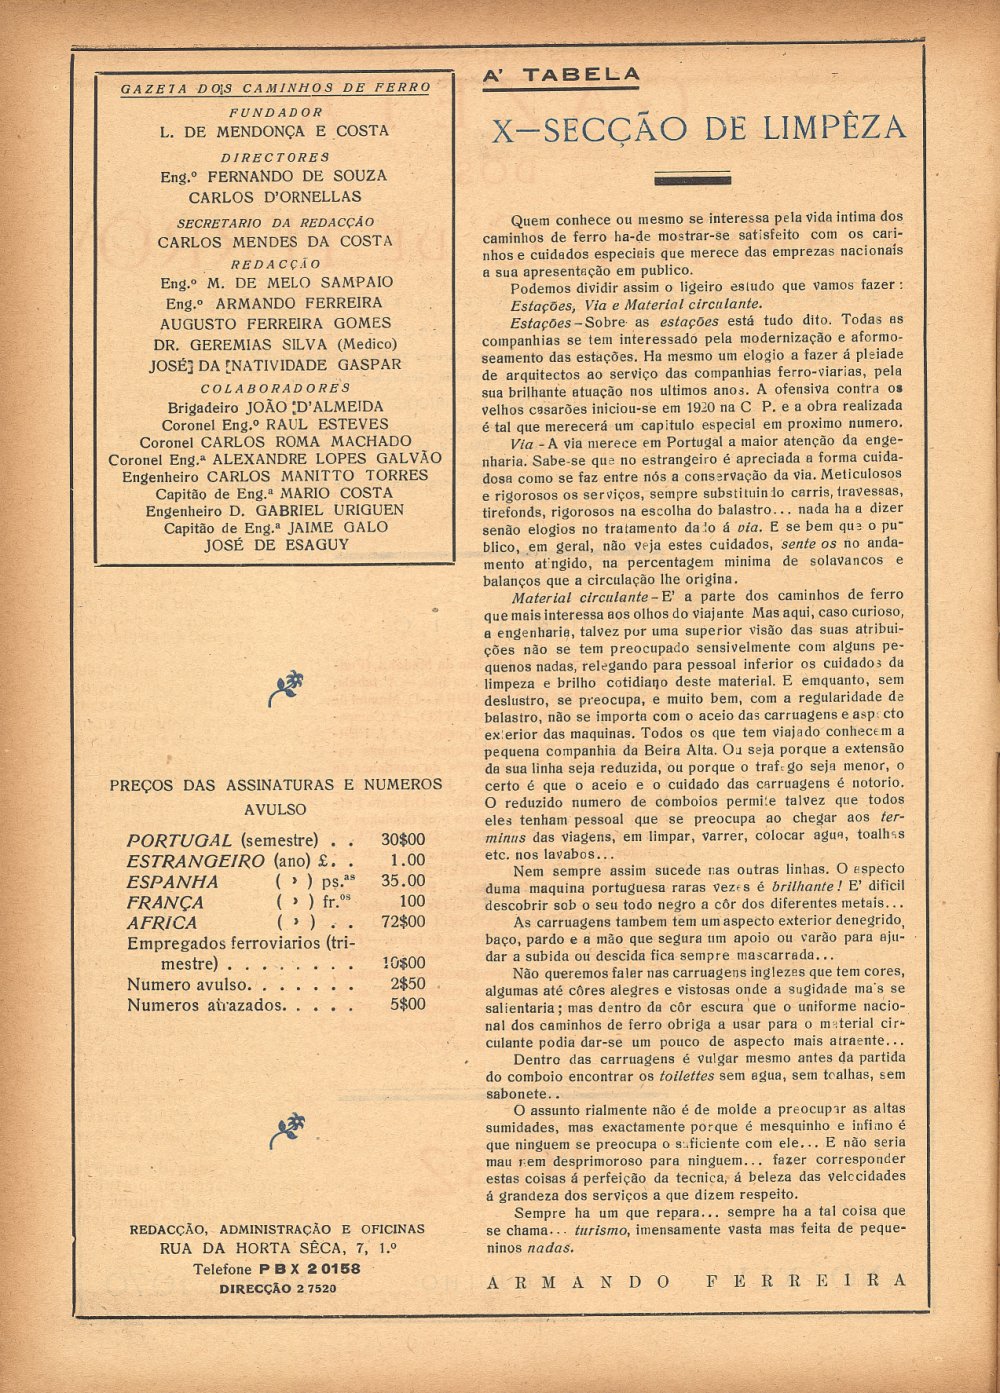 GAZETA DOS CAMINHOS DE FERRO
FUNDADOR
L. DE MENDONÇA E COSTA
DIRECTORES
Eng.º FERNANDO DE SOUZA
CARLOS D'ORNELLAS
SECRETARIO DA REDACÇÃO
CARLOS MENDES DA COSTA
REDACÇÃO
Eng.º M. DE MELO SAMPAIO
Eng.º ARMANDO FERREIRA
AUGUSTO FERREIRA GOMES
DR. GEREMIAS SILVA (Medico)
JOSÉ DA NATIVIDADE GASPAR
COLABORADORES
Brigadeiro JOÃO D'ALMEIDA
Coronel Eng.º RAUL ESTEVES
Coronel CARLOS ROMA MACHADO
Coronel Eng.ª ALEXANDRE LOPES GALVÃO
Engenheiro CARLOS MANITTO TORRES
Capitão de Eng.ª MARIO COSTA
Engenheiro D. GABRIEL URIGUEN
Capitão de Eng.ª JAIME GALO
JOSÉ DE ESAGUY
PREÇOS DAS ASSINATURAS E NUMEROS
AVULSO
PORTUGAL (semestre) . . 30$00
ESTRANGEIRO (ano) £. . 1.00
ESPANHA ( » ) ps.as 35.00
FRANÇA ( » ) fr.os 100
AFRICA ( » ) . . 72$00
Empregados ferroviarios (tri-
mestre) . . . . . . . . 10$00
Numero avulso. . . . . . . 2$50
Numeros atrazados. . . . . 5$00
REDACÇÃO, ADMINISTRAÇÃO E OFICINAS
RUA DA HORTA SÊCA, 7, 1.º
Telefone PBX 20158
DIRECÇÃO 2 7520
A' TABELA
X—SECÇÃO DE LIMPÊZA
Quem conhece ou mesmo se interessa pela vida intima dos
caminhos de ferro ha-de mostrar-se satisfeito com os cari-
nhos e cuidados especiais que merece das emprezas nacionais
a sua apresentação em publico.
Podemos dividir assim o ligeiro estudo que vamos fazer :
Estações, Via e Material circulante.
Estações – Sobre as estações está tudo dito. Todas as
companhias se tem interessado pela modernização e aformo-
seamento das estações. Ha mesmo um elogio a fazer á pleiade
de arquitectos ao serviço das companhias ferro-viarias, pela
sua brilhante atuação nos ultimos anos. A ofensiva contra os
velhos casarões iniciou-se em 1920 na C P. e a obra realizada
é tal que merecerá um capitulo especial em proximo numero.
Via - A via merece em Portugal a maior atenção da enge-
nharia. Sabe-se que no estrangeiro é apreciada a forma cuida-
dosa como se faz entre nós a conservação da via. Meticulosos
e rigorosos os serviços, sempre substituindo carris, travessas,
tirefonds, rigorosos na escolha do balastro... nada ha a dizer
senão elogios no tratamento dado á via. E se bem que o pu-
blico, em geral, não veja estes cuidados, sente os no anda-
mento atingido, na percentagem minima de solavancos e
balanços que a circulação lhe origina.
Material circulante – E' a parte dos caminhos de ferro
que mais interessa aos olhos do viajante Mas aqui, caso curioso,
a engenharia, talvez por uma superior visão das suas atribui-
ções não se tem preocupado sensivelmente com alguns pe-
quenos nadas, relegando para pessoal inferior os cuidados da
limpeza e brilho cotidiano deste material. E emquanto, sem
deslustro, se preocupa, e muito bem, com a regularidade de
balastro, não se importa com o aceio das carruagens e aspecto
exterior das maquinas. Todos os que tem viajado conhecem a
pequena companhia da Beira Alta. Ou seja porque a extensão
da sua linha seja reduzida, ou porque o trafego seja menor, o
certo é que o aceio e o cuidado das carruagens é notorio.
O reduzido numero de comboios permite talvez que todos
eles tenham pessoal que se preocupa ao chegar aos ter-
minus das viagens, em limpar, varrer, colocar agua, toalhas
etc. nos lavabos...
Nem sempre assim sucede nas outras linhas. O aspecto
duma maquina portuguesa raras vezes é brilhante ! E' dificil
descobrir sob o seu todo negro a côr dos diferentes metais...
As carruagens tambem tem um aspecto exterior denegrido,
baço, pardo e a mão que segura um apoio ou varão para aju-
dar a subida ou descida fica sempre mascarrada...
Não queremos falar nas carruagens inglezas que tem cores,
algumas até côres alegres e vistosas onde a sugidade mais se
salientaria ; mas dentro da côr escura que o uniforme nacio-
nal dos caminhos de ferro obriga a usar para o material cir-
culante podia dar-se um pouco de aspecto mais atraente...
Dentro das carruagens é vulgar mesmo antes da partida
do comboio encontrar os toilettes sem agua, sem toalhas, sem
sabonete..
O assunto rialmente não é de molde a preocupar as altas
sumidades, mas exactamente porque é mesquinho e infimo é
que ninguem se preocupa o suficiente com ele... E não seria
mau nem desprimoroso para ninguem... fazer corresponder
estas coisas á perfeição da tecnica, á beleza das velocidades
á grandeza dos serviços a que dizem respeito.
Sempre ha um que repara... sempre ha a tal coisa que
se chama... turismo, imensamente vasta mas feita de peque-
ninos nadas.
ARMANDO FERREIRA